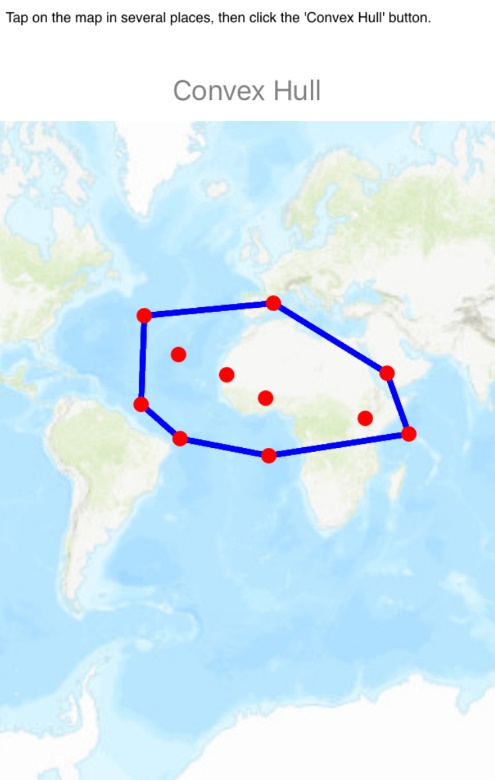 Tap on the map in several places, then click the 'Convex Hull' button.
Convex Hull